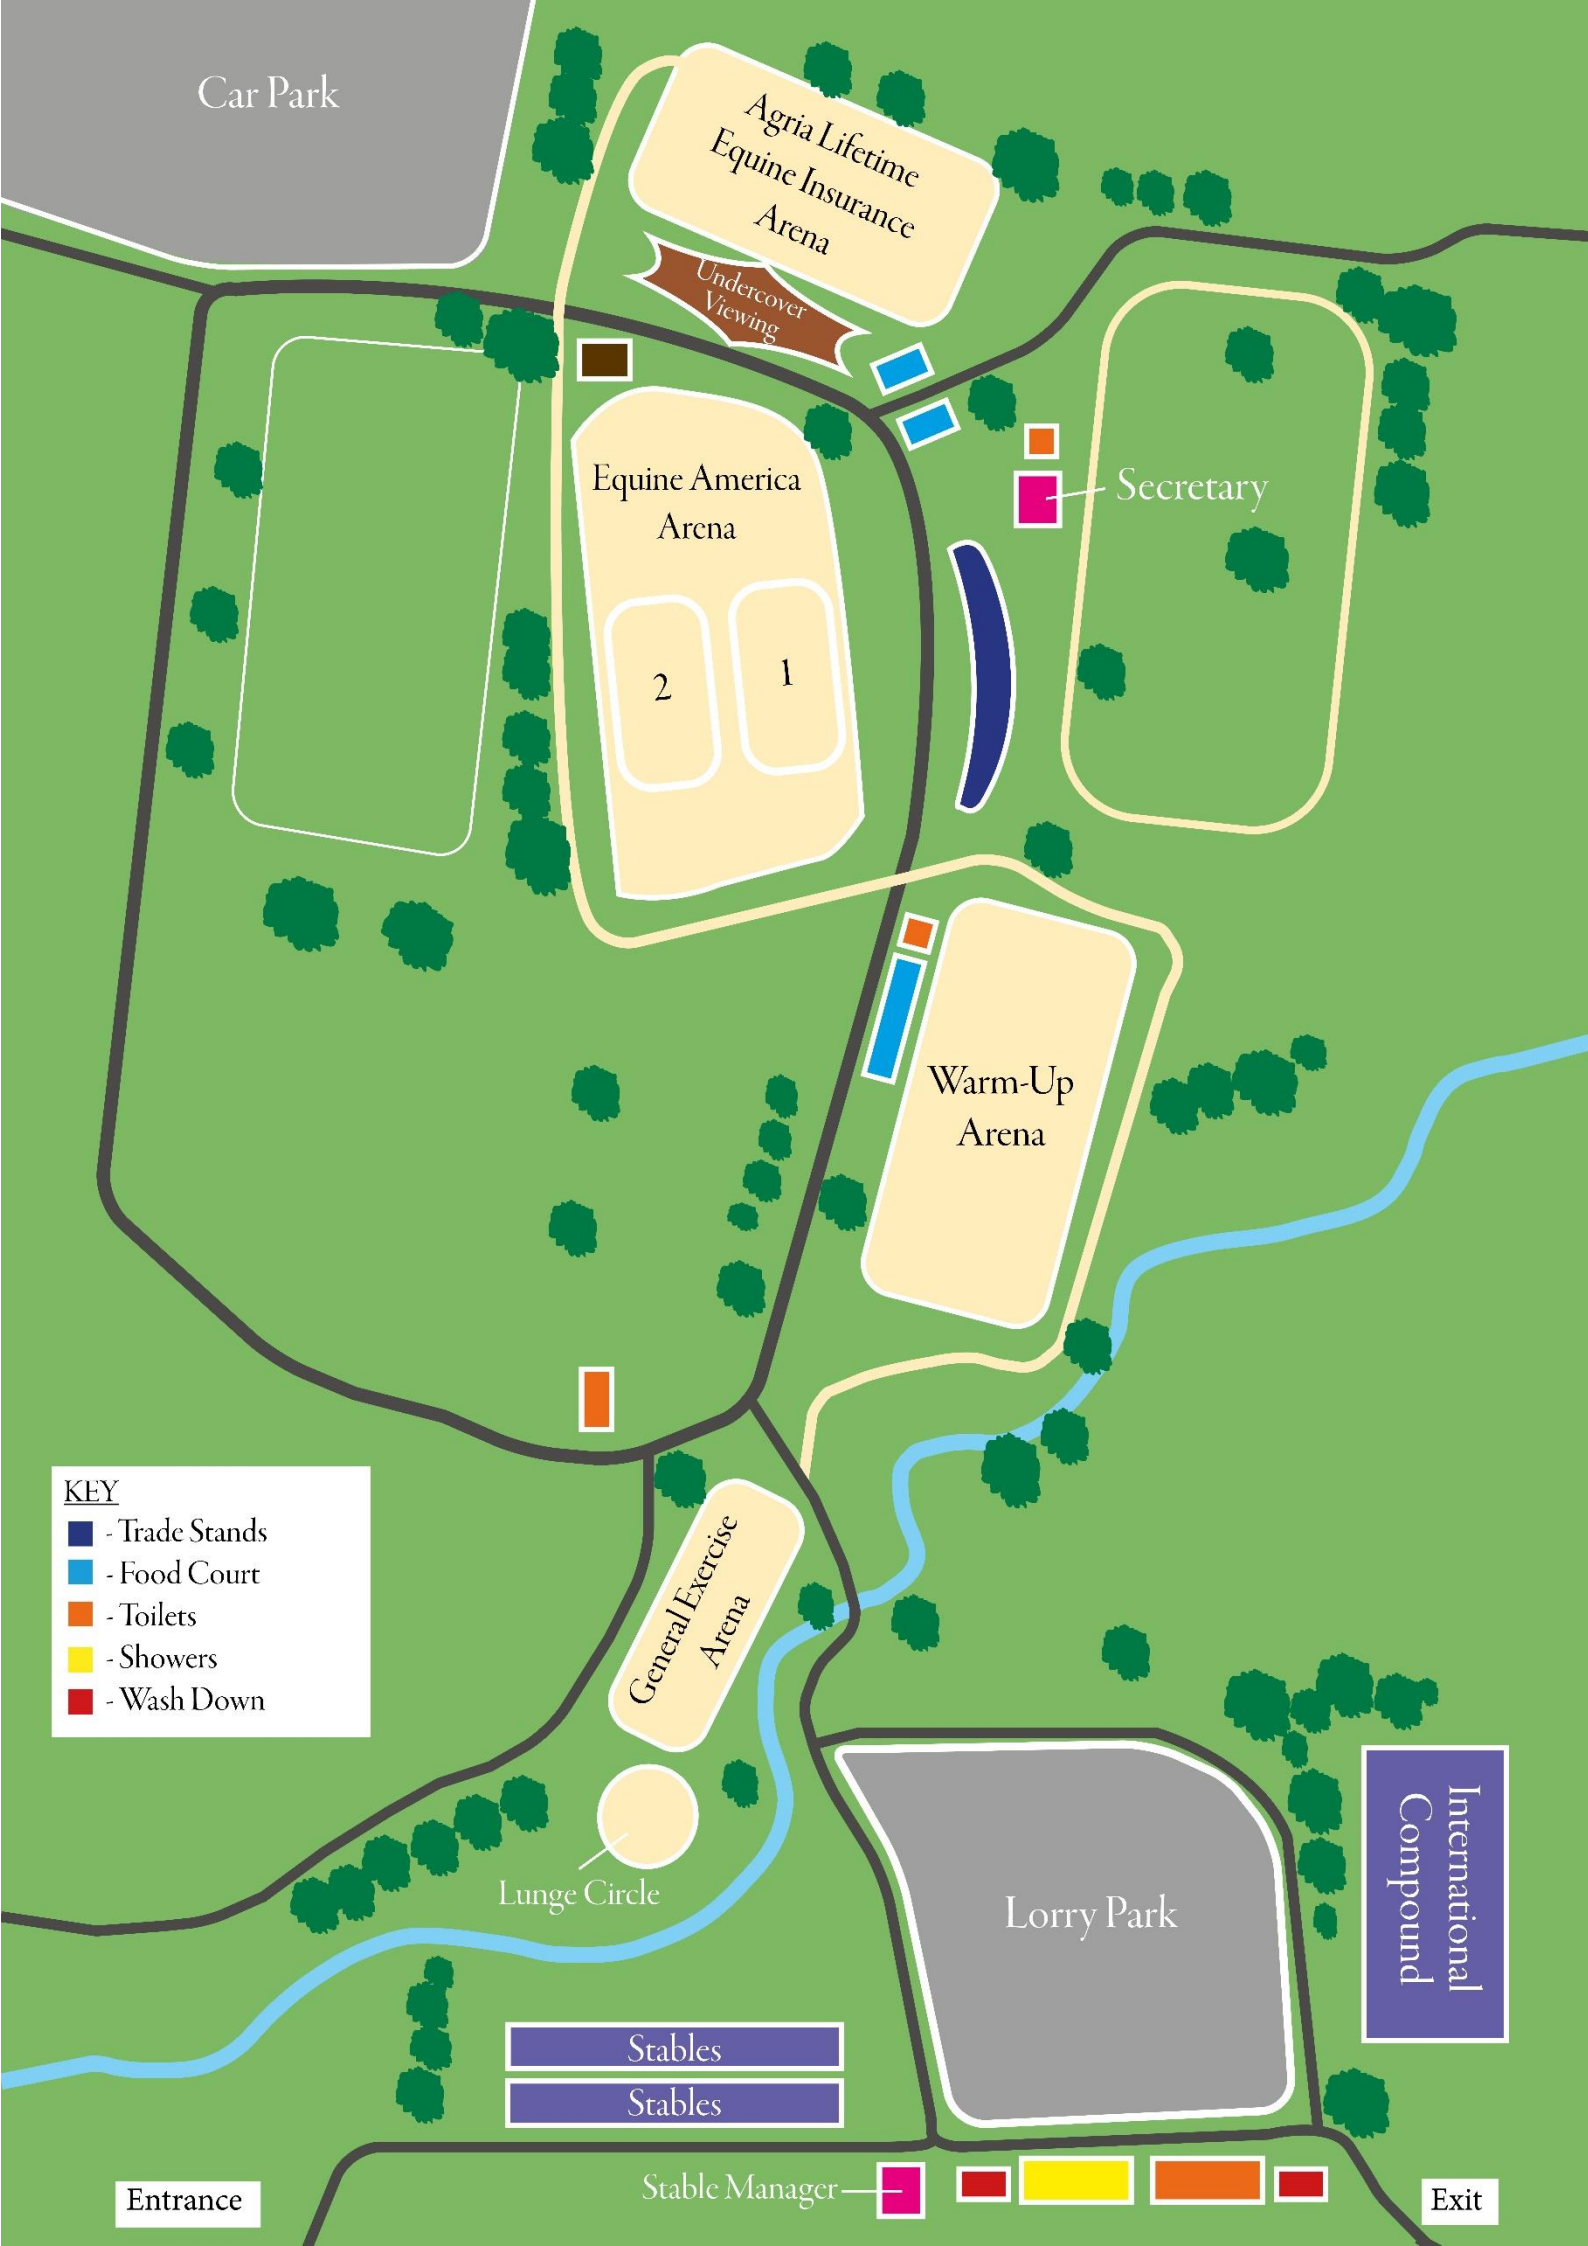 Car Park
Agria Lifetime
Equine Insurance
Arena
Undercover
Viewing
Equine America
Arena
Secretary
2
1
Warm-Up
Arena
KEY
- Trade Stands
- Food Court
- Toilets
- Showers
- Wash Down
General Exercise
Arena
Lunge Circle
Lorry Park
International
Compound
Stables
Stables
Stable Manager
Entrance
Exit